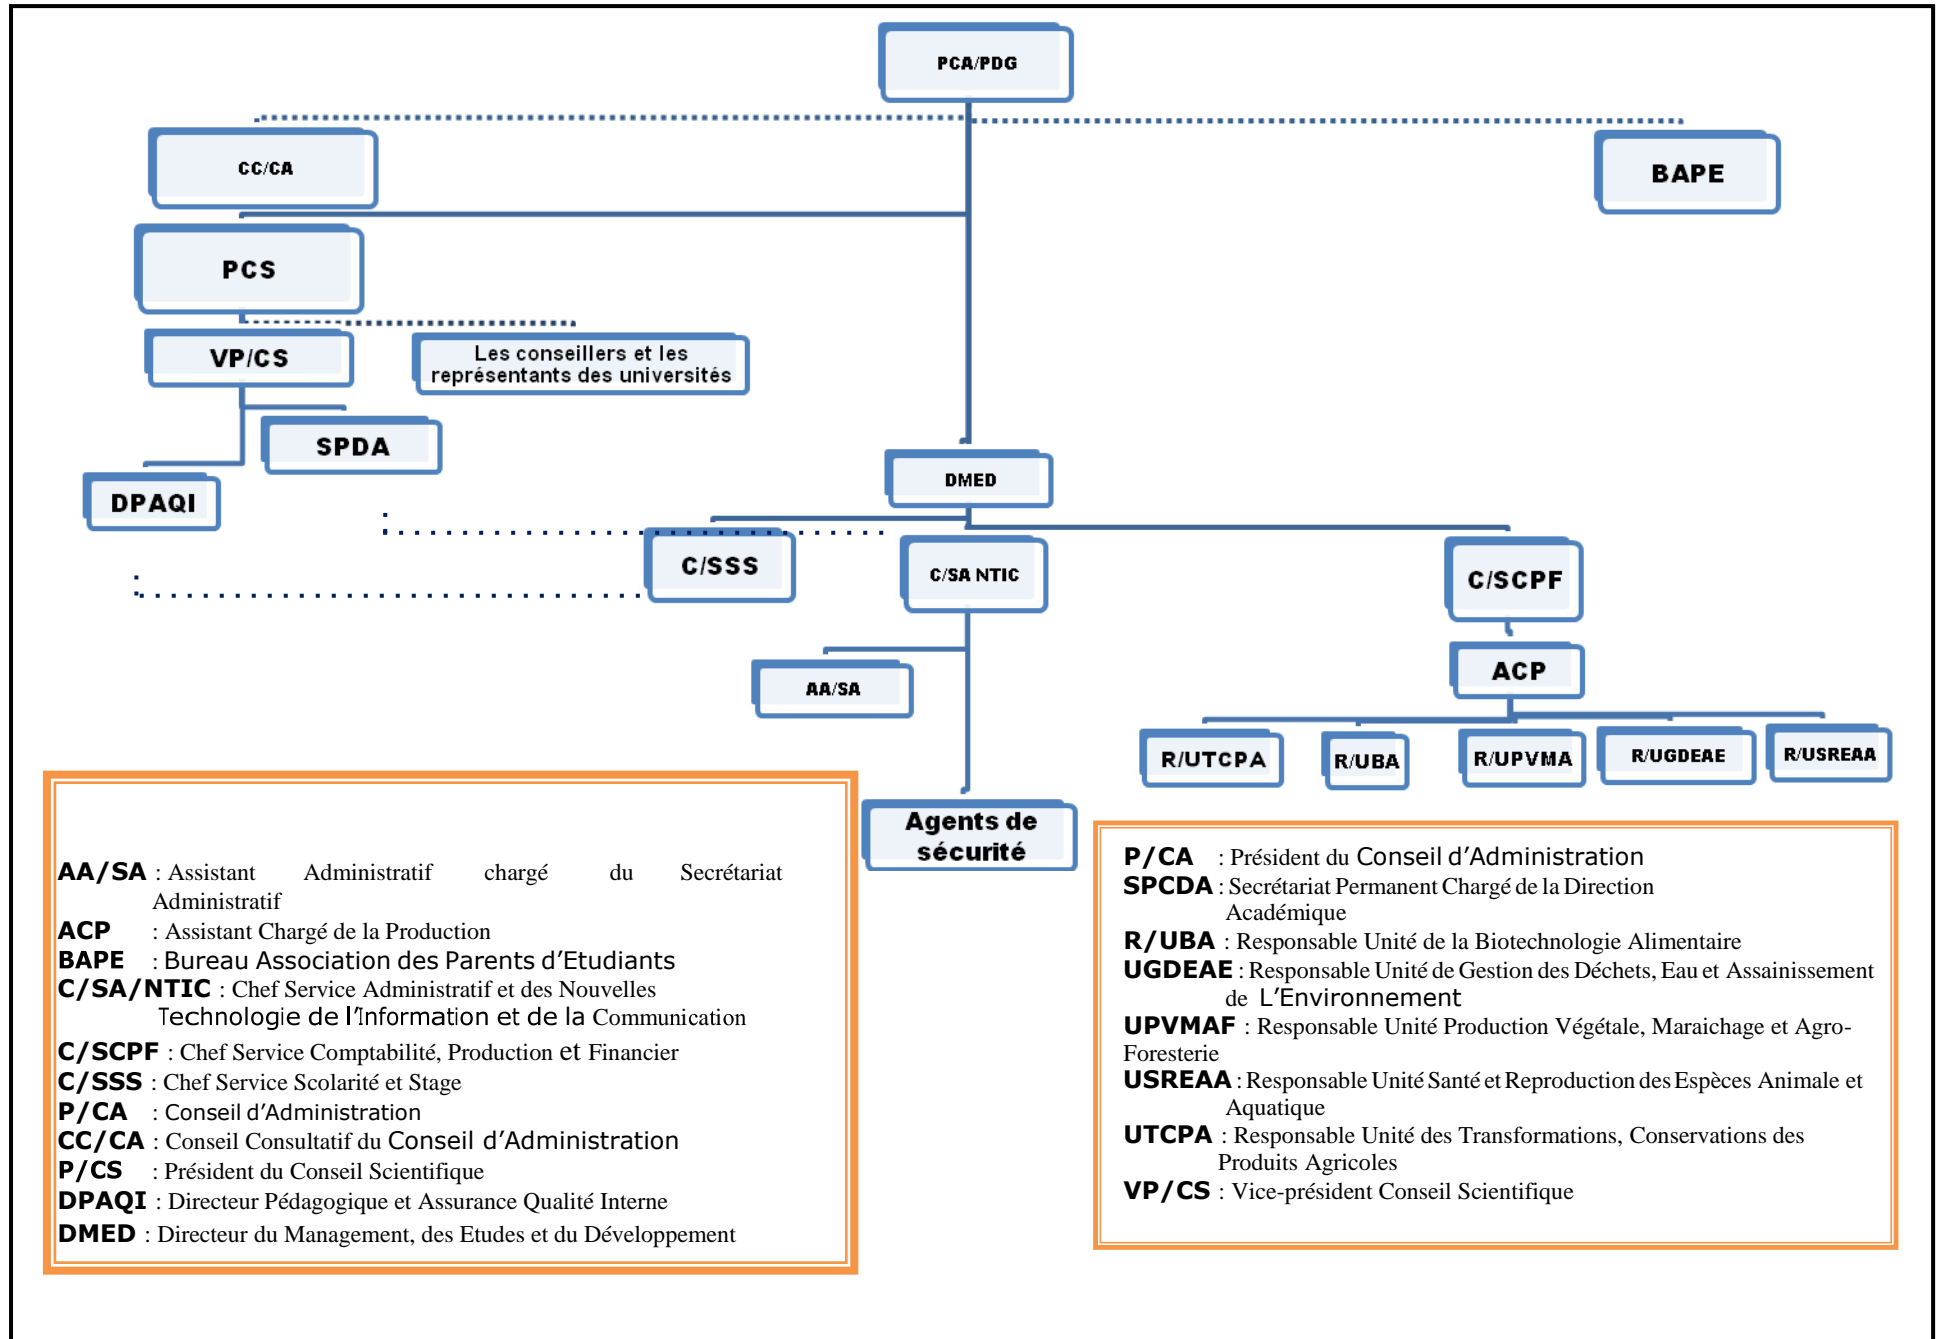 PCA/PDG
CC/CA
BAPE
PCS
VP/CS
Les conseillers et les
représentants des universités
SPDA
DPAQI
DMED
C/SSS
C/SA NTIC
C/SCPF
AA/SA
ACP
R/UTCPA
R/UBA
R/UPVMA
R/UGDEAE
R/USREAA
Agents de
sécurité
AA/SA : Assistant Administratif chargé du Secrétariat
Administratif
ACP : Assistant Chargé de la Production
BAPE : Bureau Association des Parents d’Etudiants
C/SA/NTIC : Chef Service Administratif et des Nouvelles
Technologie de l’Information et de la Communication
C/SCPF : Chef Service Comptabilité, Production et Financier
C/SSS : Chef Service Scolarité et Stage
P/CA : Conseil d’Administration
CC/CA : Conseil Consultatif du Conseil d’Administration
P/CS : Président du Conseil Scientifique
DPAQI : Directeur Pédagogique et Assurance Qualité Interne
DMED : Directeur du Management, des Etudes et du Développement
P/CA : Président du Conseil d’Administration
SPCDA : Secrétariat Permanent Chargé de la Direction
Académique
R/UBA : Responsable Unité de la Biotechnologie Alimentaire
UGDEAE : Responsable Unité de Gestion des Déchets, Eau et Assainissement
de L’Environnement
UPVMAF : Responsable Unité Production Végétale, Maraichage et Agro-
Foresterie
USREAA : Responsable Unité Santé et Reproduction des Espèces Animale et
Aquatique
UTCPA : Responsable Unité des Transformations, Conservations des
Produits Agricoles
VP/CS : Vice-président Conseil Scientifique